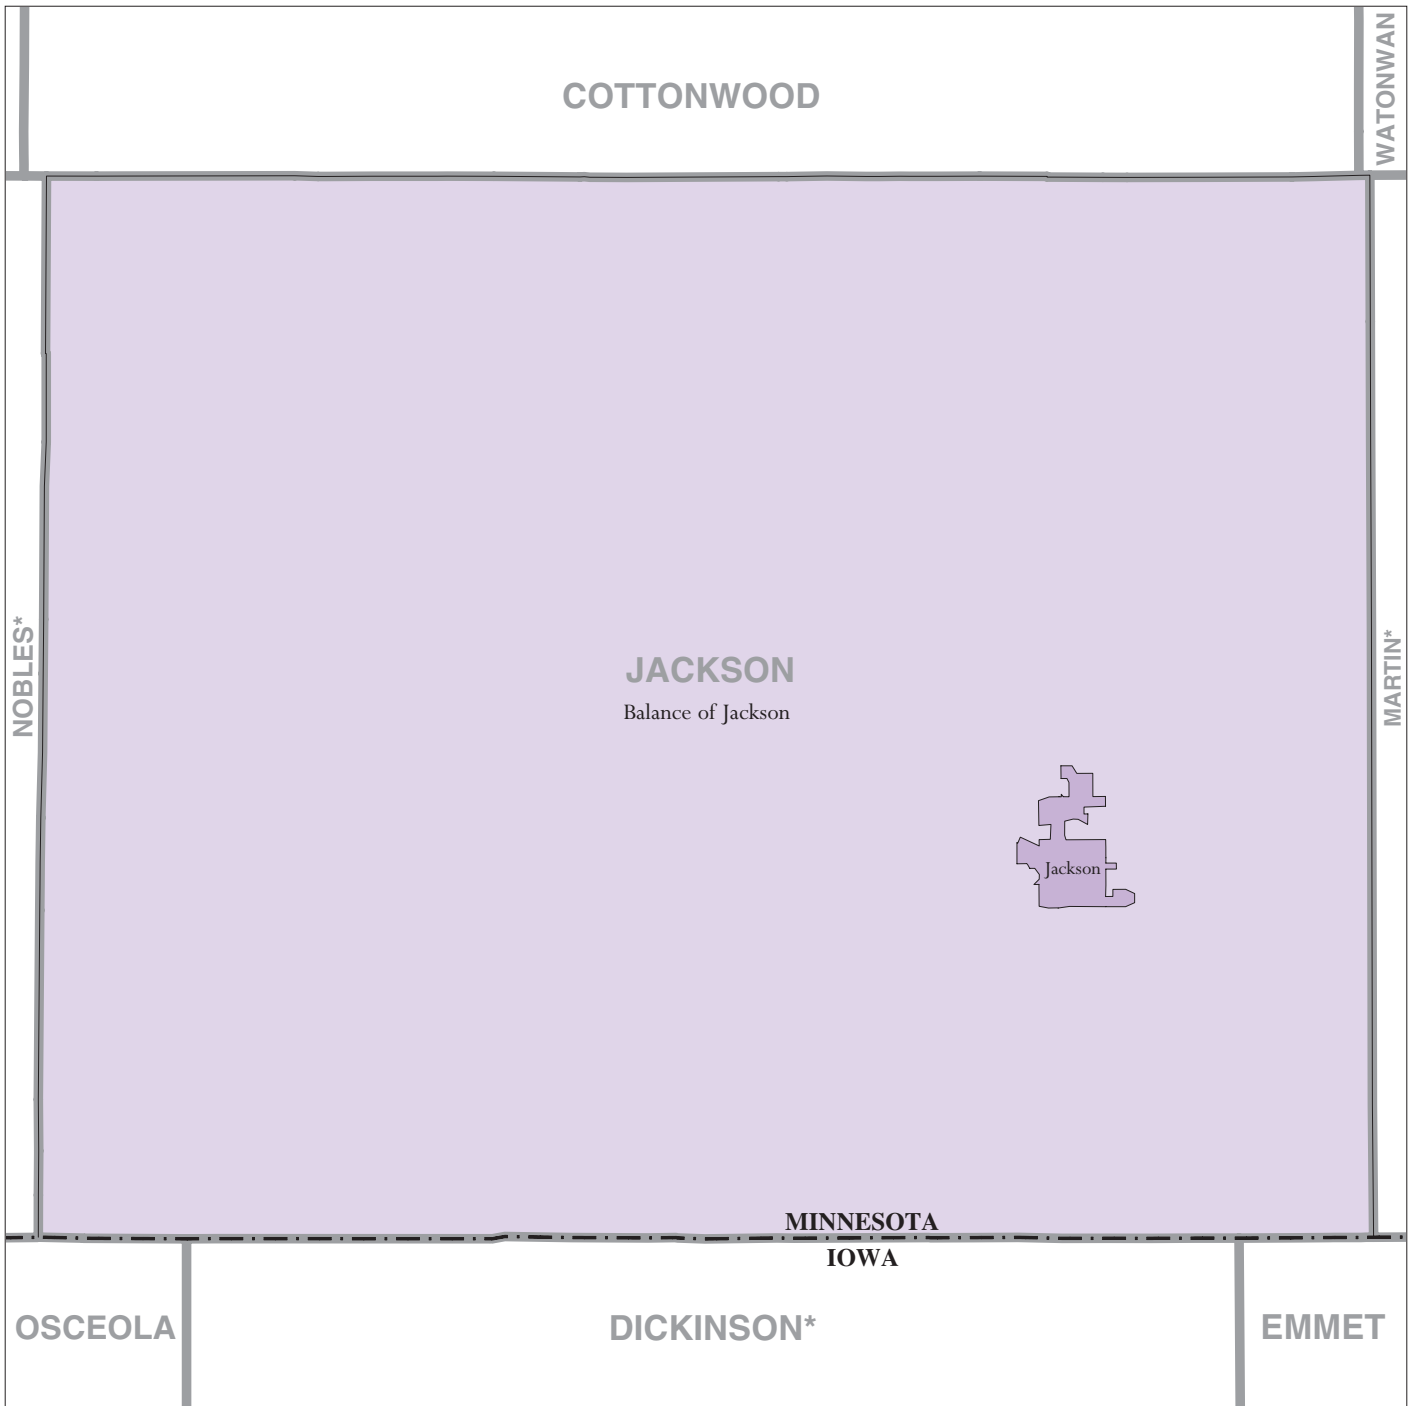 COTTONWOOD
WATONWAN
NOBLES*
JACKSON
Balance of Jackson
MARTIN*
Jackson
MINNESOTA
IOWA
OSCEOLA
DICKINSON*
EMMET